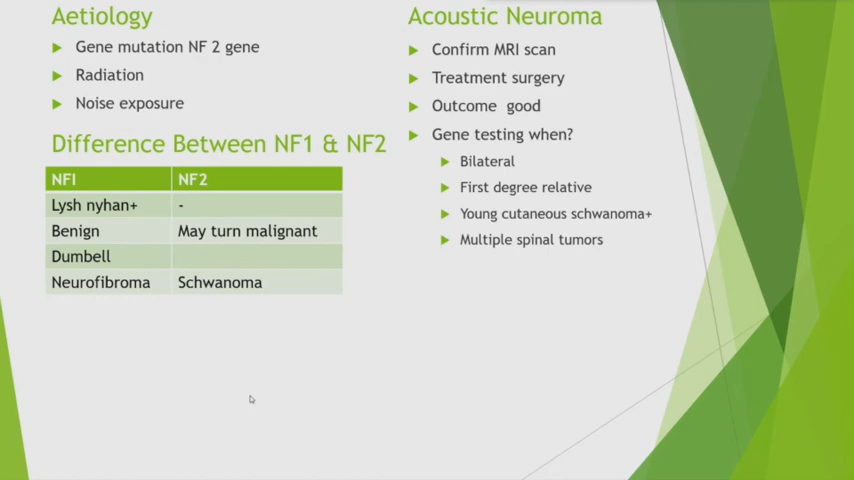 Aetiology
Gene mutation NF 2 gene
Radiation
Noise exposure
Difference Between NF1 & NF2
NF1 NF2
Lysh nyhan+ -
Benign May turn malignant
Dumbell
Neurofibroma Schwanoma
Acoustic Neuroma
Confirm MRI scan
Treatment surgery
Outcome good
Gene testing when?
Bilateral
First degree relative
Young cutaneous schwanoma+
Multiple spinal tumors